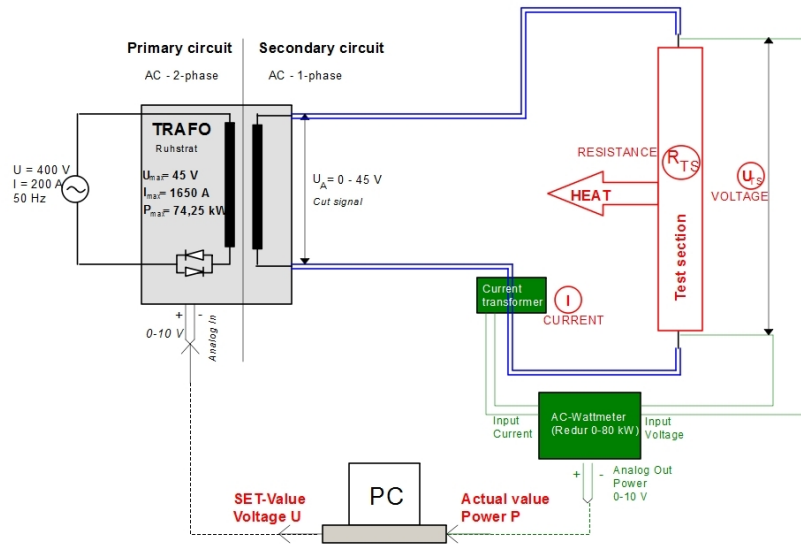 Primary circuit
AC - 2-phase
Secondary circuit
AC - 1-phase
TRAFO
Ruhstrat
Umax= 45 V
Imax= 1650 A
Pmax= 74,25 kW
U = 400 V
I = 200 A
50 Hz
UA= 0 - 45 V
Cut signal
+ -
0-10 V
Analog In
RESISTANCE
RTS
HEAT
Test section
UTS
VOLTAGE
Current
transformer
I
CURRENT
Input
Current
AC-Wattmeter
(Redur 0-80 kW)
Input
Voltage
+ -
Analog Out
Power
0-10 V
PC
SET-Value
Voltage U
Actual value
Power P